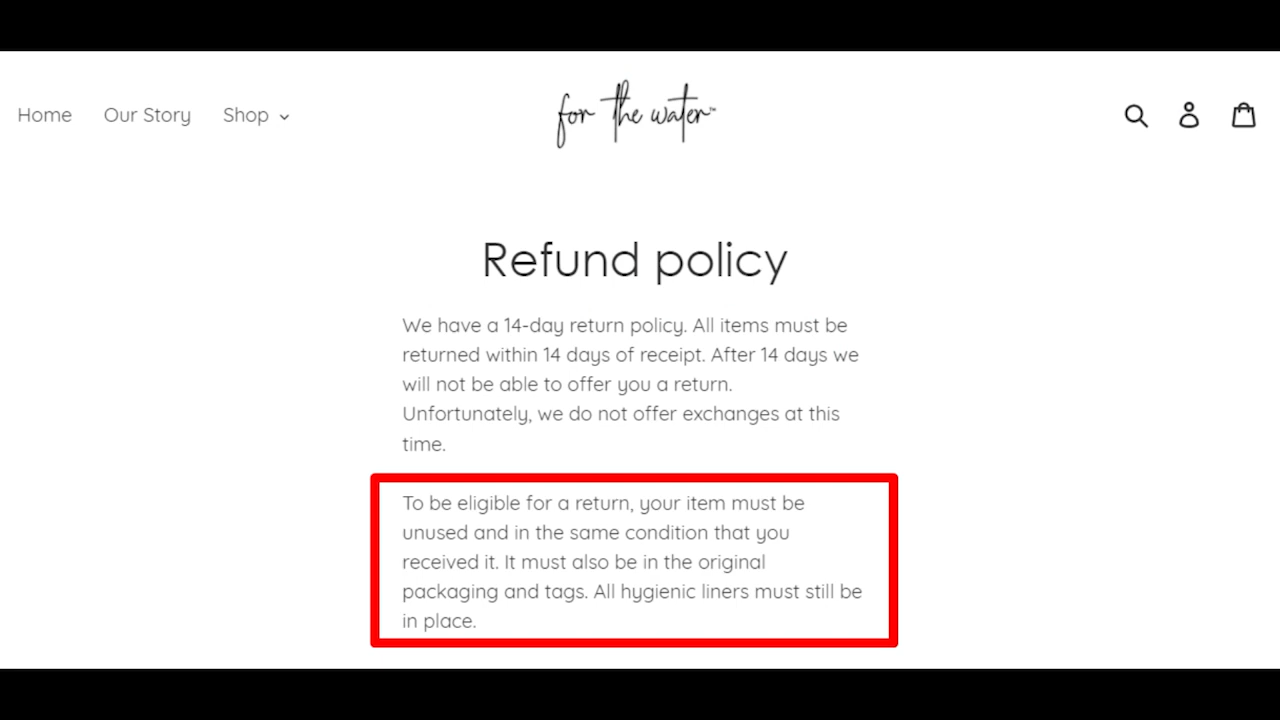 Home Our Story Shop
for the water™
Refund policy
We have a 14-day return policy. All items must be
returned within 14 days of receipt. After 14 days we
will not be able to offer you a return.
Unfortunately, we do not offer exchanges at this
time.
To be eligible for a return, your item must be
unused and in the same condition that you
received it. It must also be in the original
packaging and tags. All hygienic liners must still be
in place.